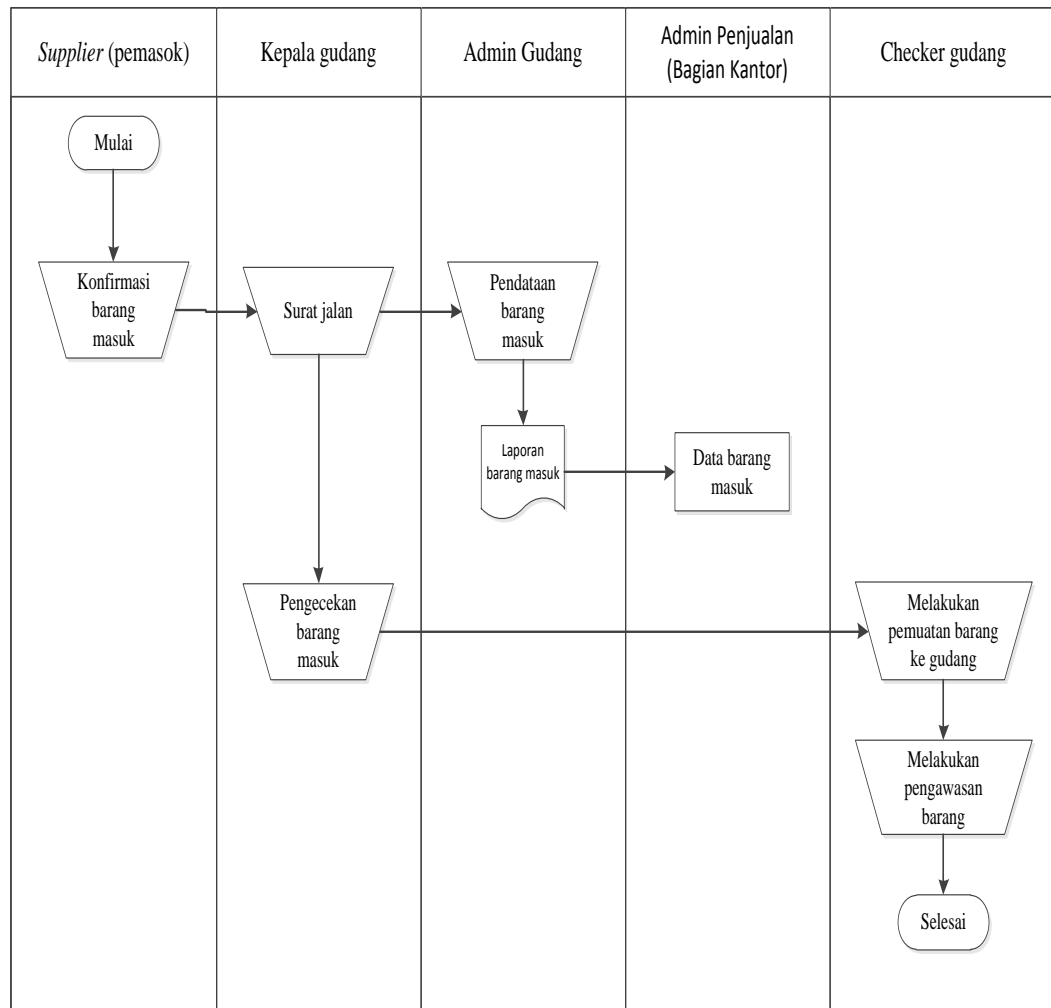 Supplier (pemasok)
Kepala gudang
Admin Gudang
Admin Penjualan
(Bagian Kantor)
Checker gudang
Mulai
Konfirmasi
barang
masuk
Surat jalan
Pendataan
barang
masuk
Laporan
barang masuk
Data barang
masuk
Pengecekan
barang
masuk
Melakukan
pemuatan barang
ke gudang
Melakukan
pengawasan
barang
Selesai